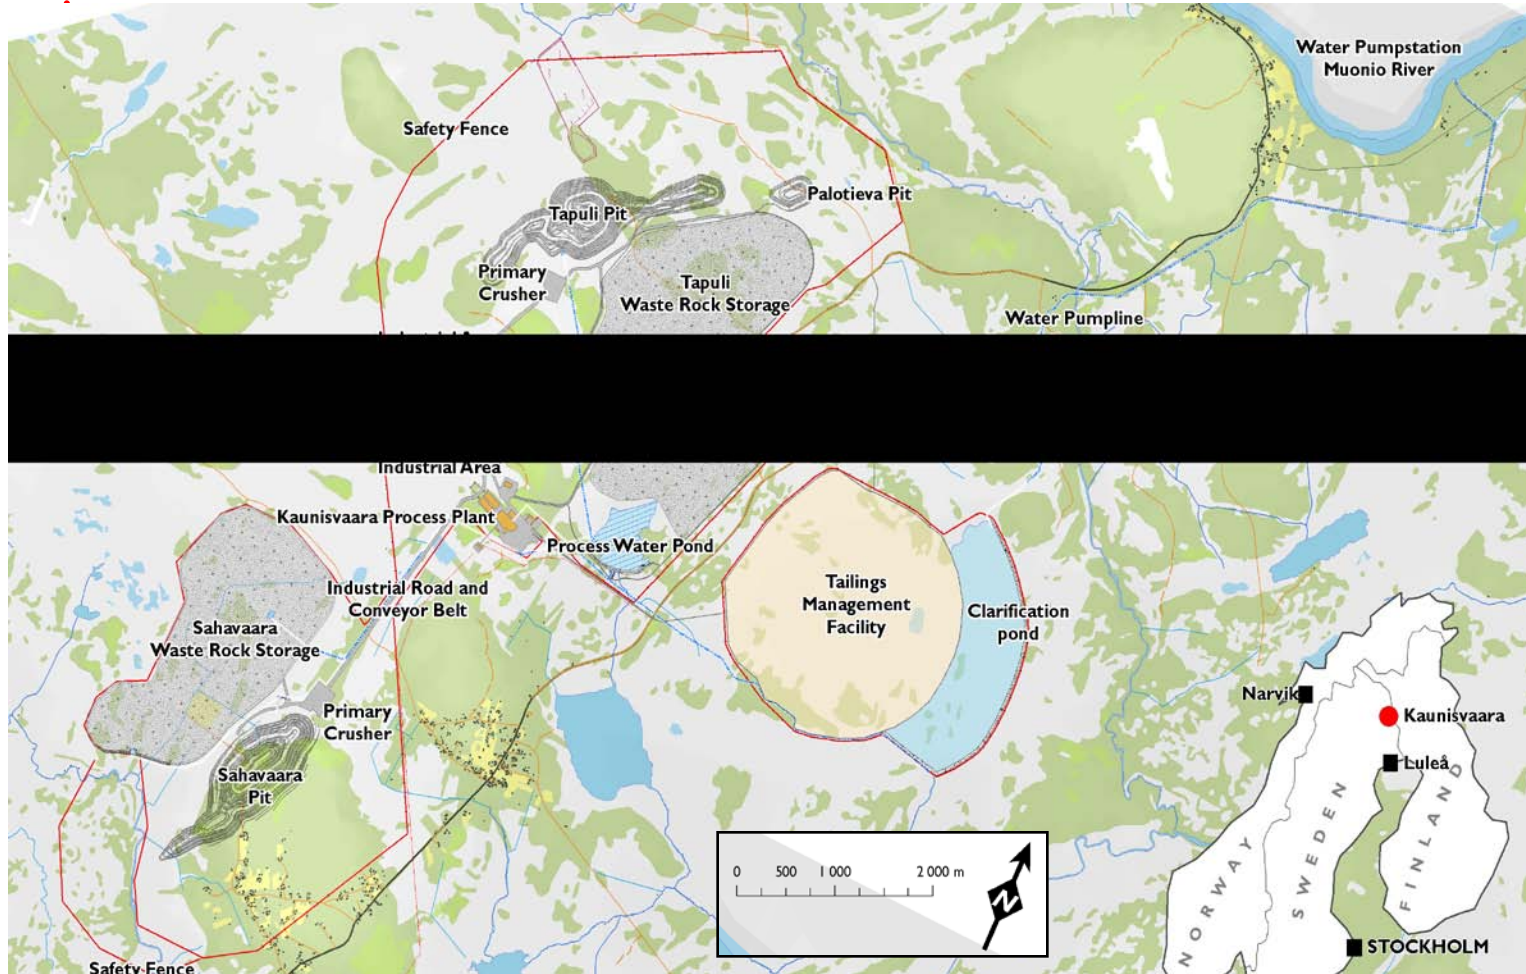 Water Pumpstation
Muonio River
Safety Fence
Palotieva Pit
Tapuli Pit
Primary
Crusher
Tapuli
Waste Rock Storage
Water Pumpline
Industrial Area
Kaunisvaara Process Plant
Process Water Pond
Industrial Road and
Conveyor Belt
Tailings
Management
Facility
Clarification
pond
Sahavaara
Waste Rock Storage
Primary
Crusher
Sahavaara
Pit
Safety Fence
0 500 1 000 2 000 m
N
Narvik
Kaunisvaara
Luleå
NORWAY
SWEDEN
FINLAND
STOCKHOLM